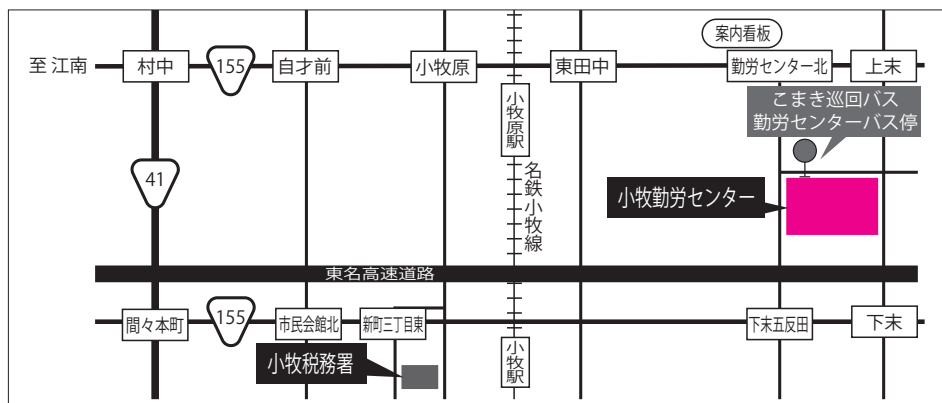 案内看板
至 江南
村中
155
自才前
小牧原
東田中
勤労センター北
上末
こまき巡回バス
勤労センターバス停
小牧原駅
41
名鉄小牧線
小牧勤労センター
東名高速道路
間々本町
155
市民会館北
新町三丁目東
下末五反田
下末
小牧税務署
小牧駅